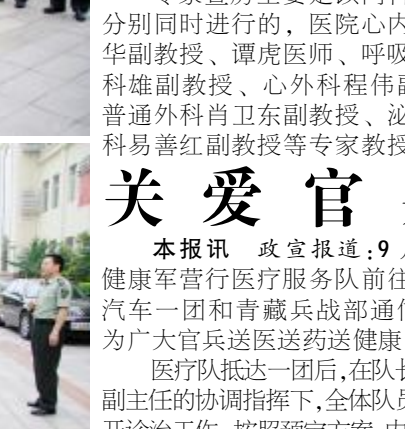 分别同时进行的，医院心内
华副教授、谭虎医师、呼吸
科雄副教授、心外科程伟副
普通外科肖卫东副教授、泌
科易善红副教授等专家教授
关 爱 官
本报讯 政宣报道：9
健康军营行医疗服务队前往
汽车一团和青藏兵战部通信
为广大官兵送医送药送健康
医疗队抵达一团后，在队长
副主任的协调指挥下，全体队员